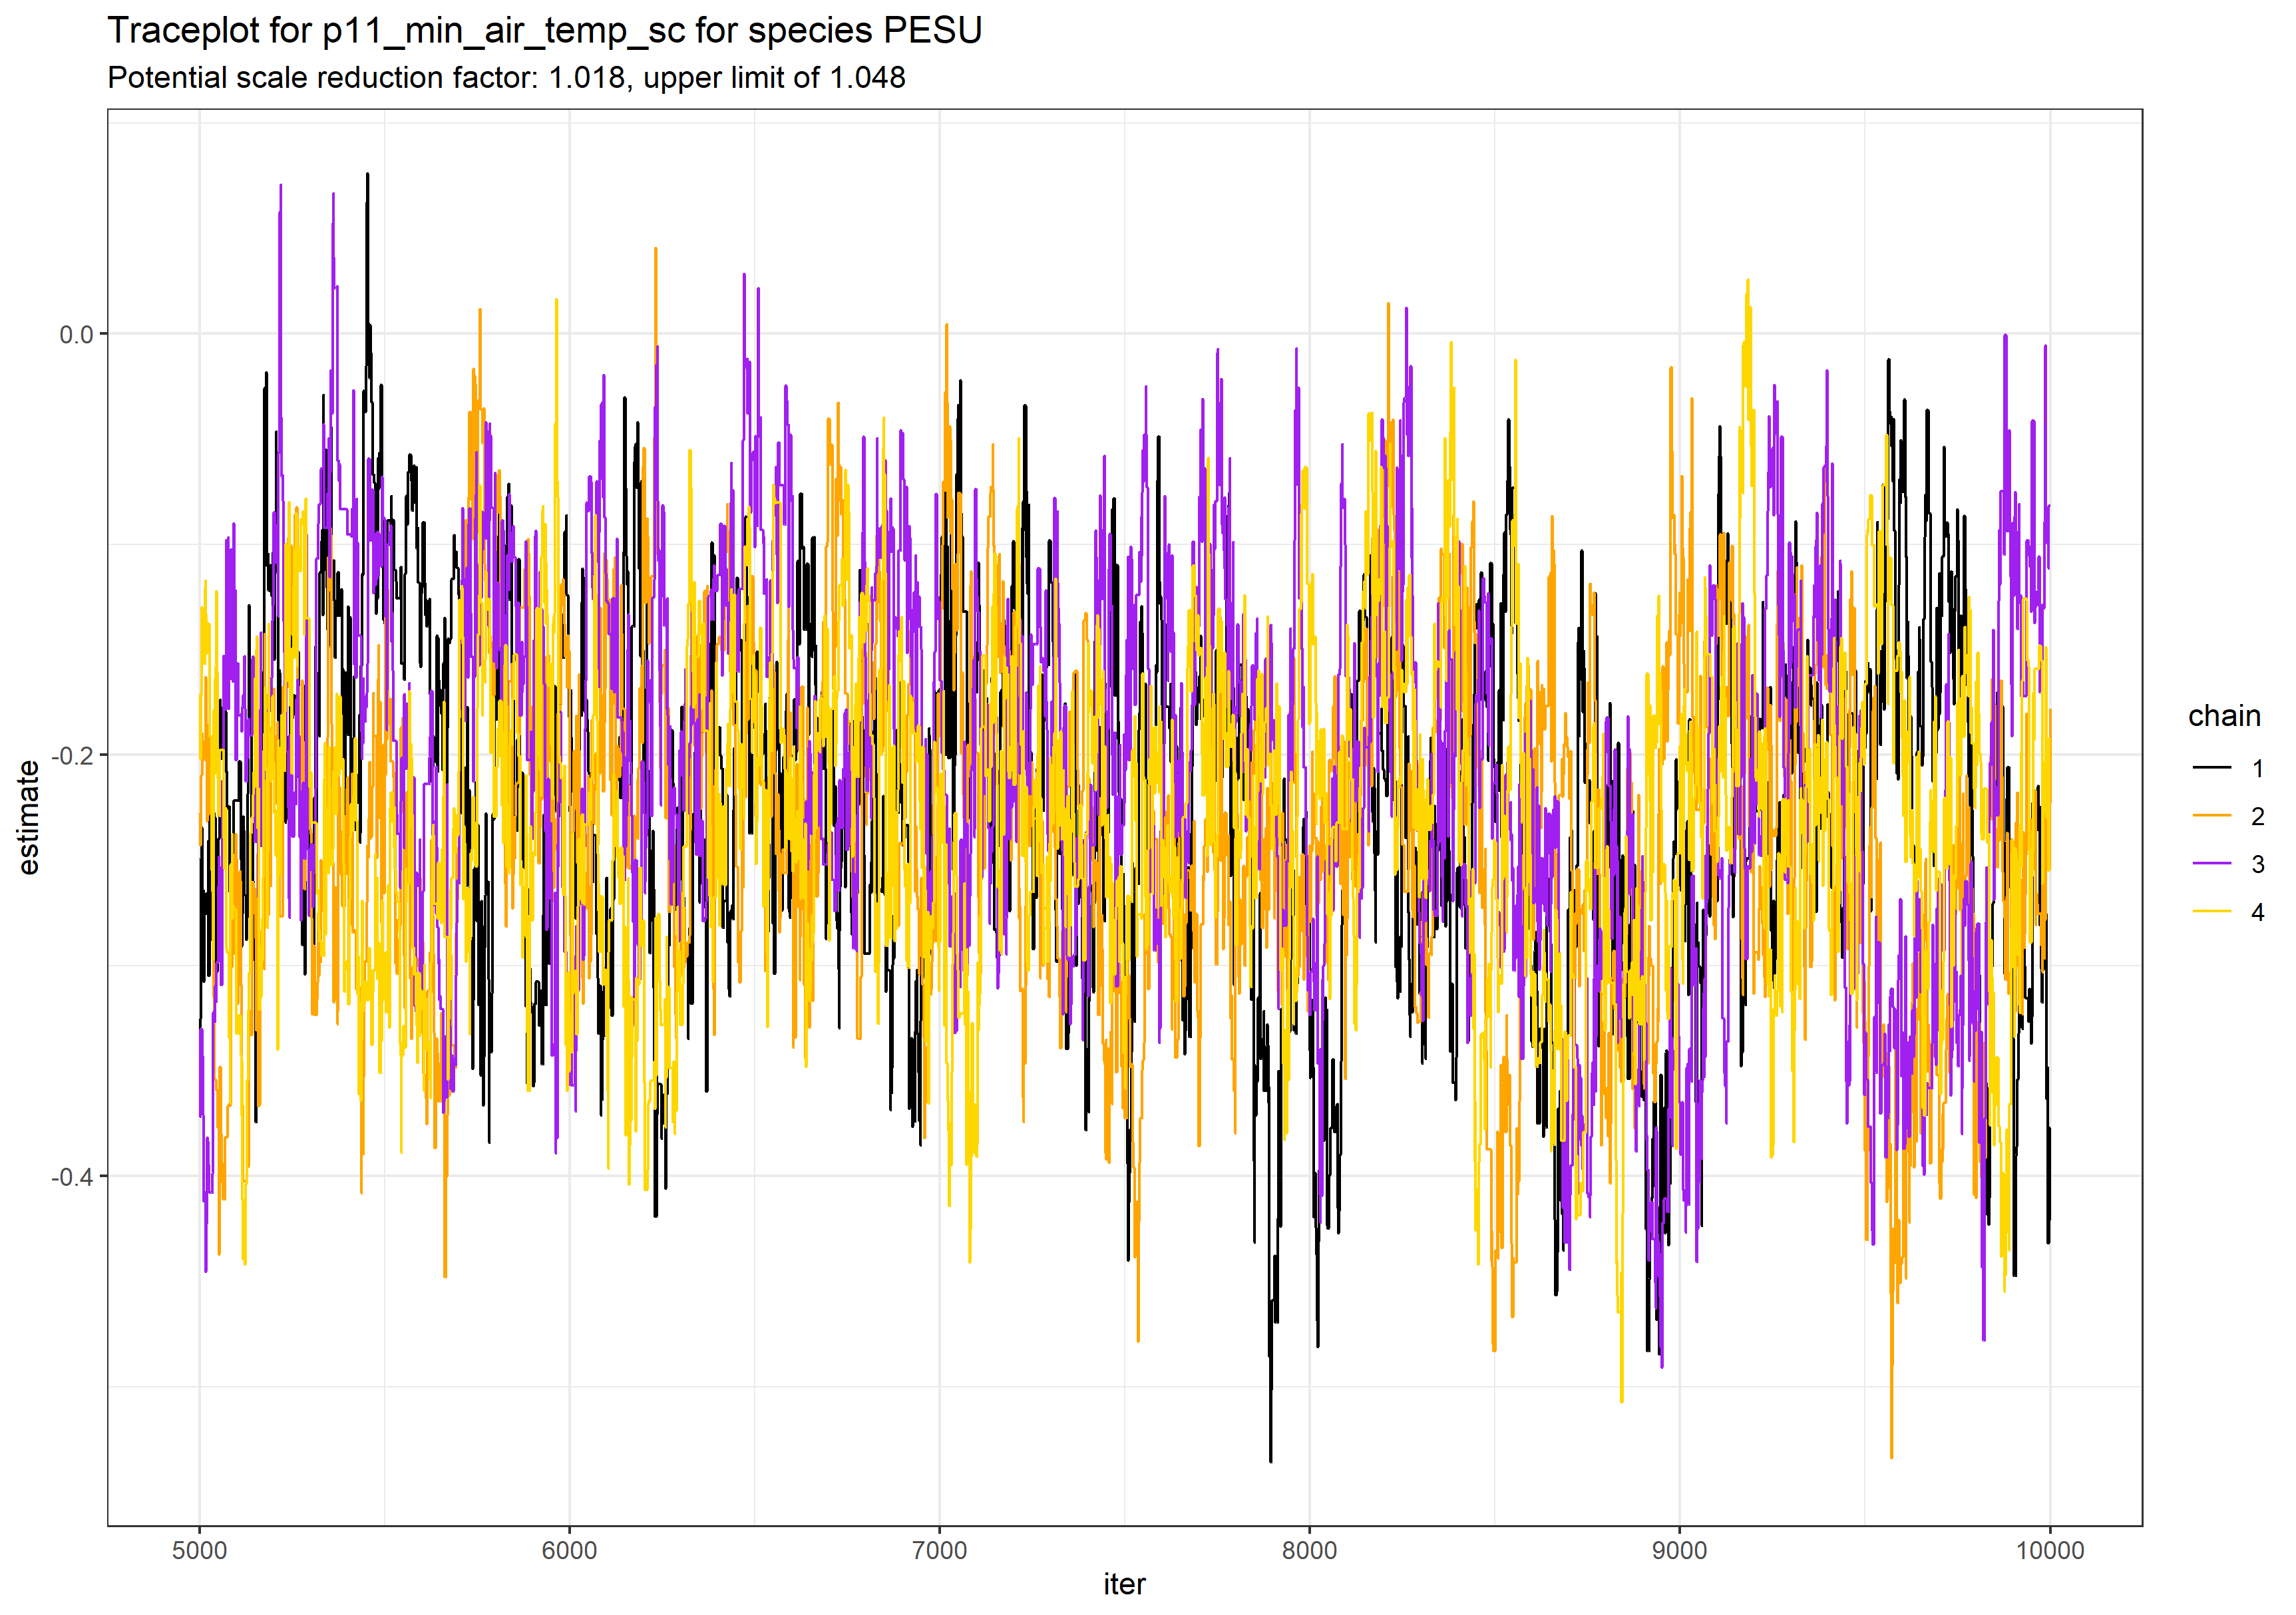 Traceplot for p11_min_air_temp_sc for species PESU
Potential scale reduction factor: 1.018, upper limit of 1.048
0.0
-0.2
-0.4
estimate
5000 6000 7000 8000 9000 10000
iter
chain
1
2
3
4